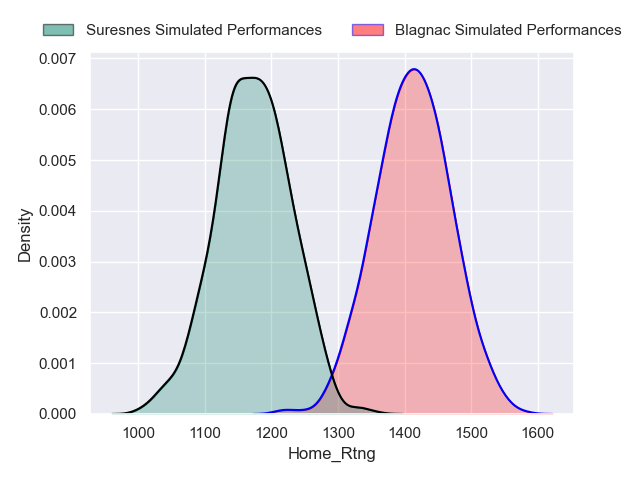 Suresnes Simulated Performances Blagnac Simulated Performances
0.007
0.006
0.005
0.004
0.003
0.002
0.001
0.000
Density
1000 1100 1200 1300 1400 1500 1600
Home_Rtng